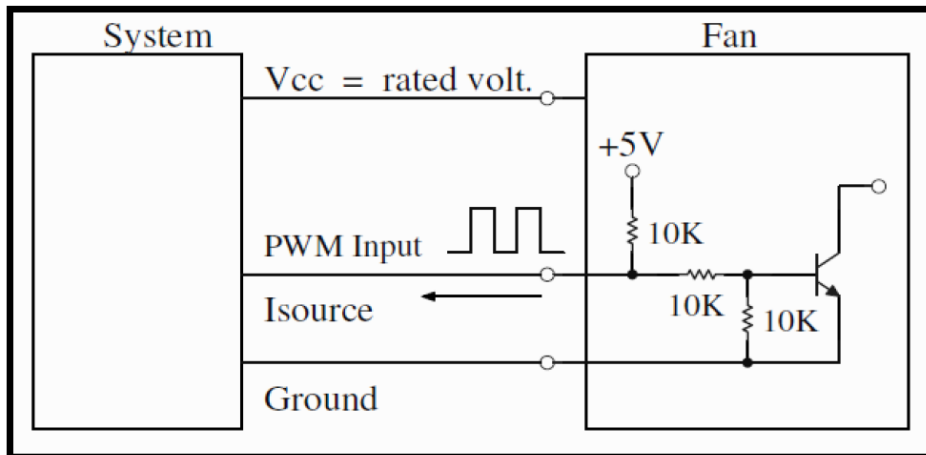 System
Fan
Vcc = rated volt.
+5V
10K
PWM Input
10K
10K
Isource
Ground